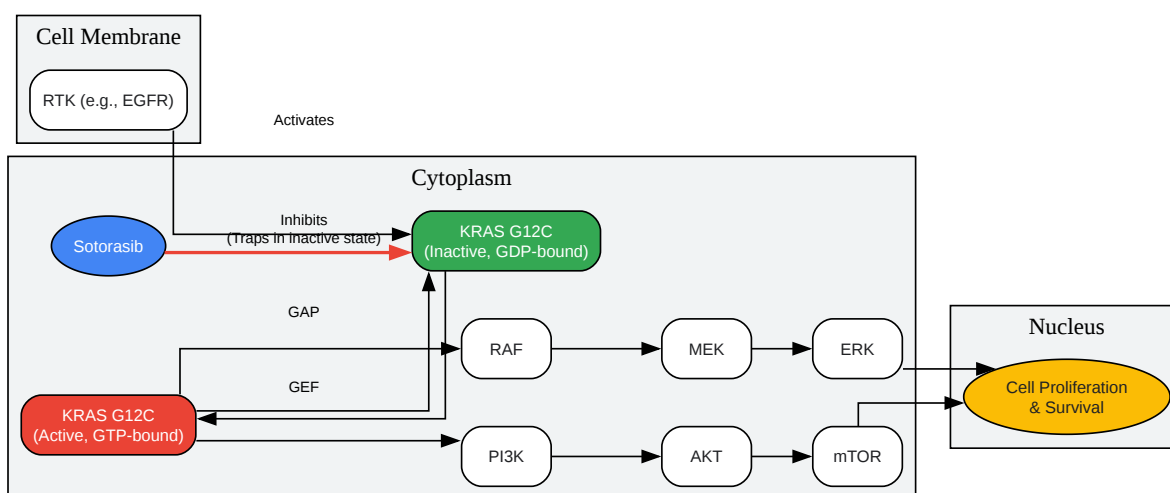 Cell Membrane
RTK (e.g., EGFR)
Activates
Cytoplasm
Sotorasib
Inhibits
(Traps in inactive state)
KRAS G12C
(Inactive, GDP-bound)
GAP
RAF
MEK
ERK
Nucleus
GEF
Cell Proliferation
& Survival
KRAS G12C
(Active, GTP-bound)
PI3K
AKT
mTOR